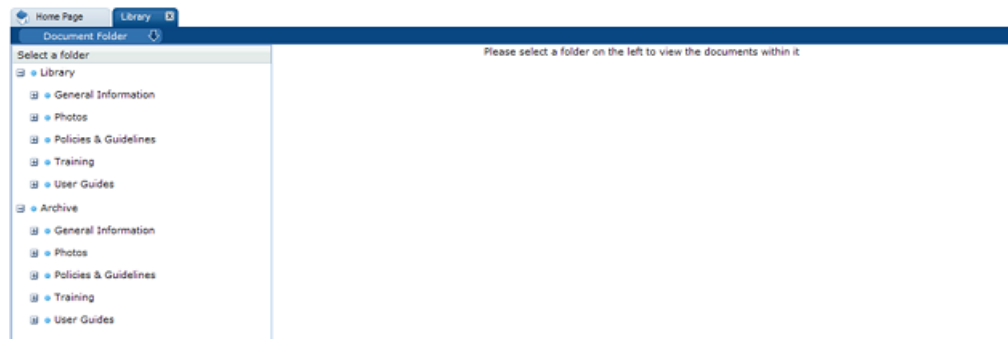 Home Page
Library
Document Folder
Select a folder
Please select a folder on the left to view the documents within it
Library
General Information
Photos
Policies & Guidelines
Training
User Guides
Archive
General Information
Photos
Policies & Guidelines
Training
User Guides